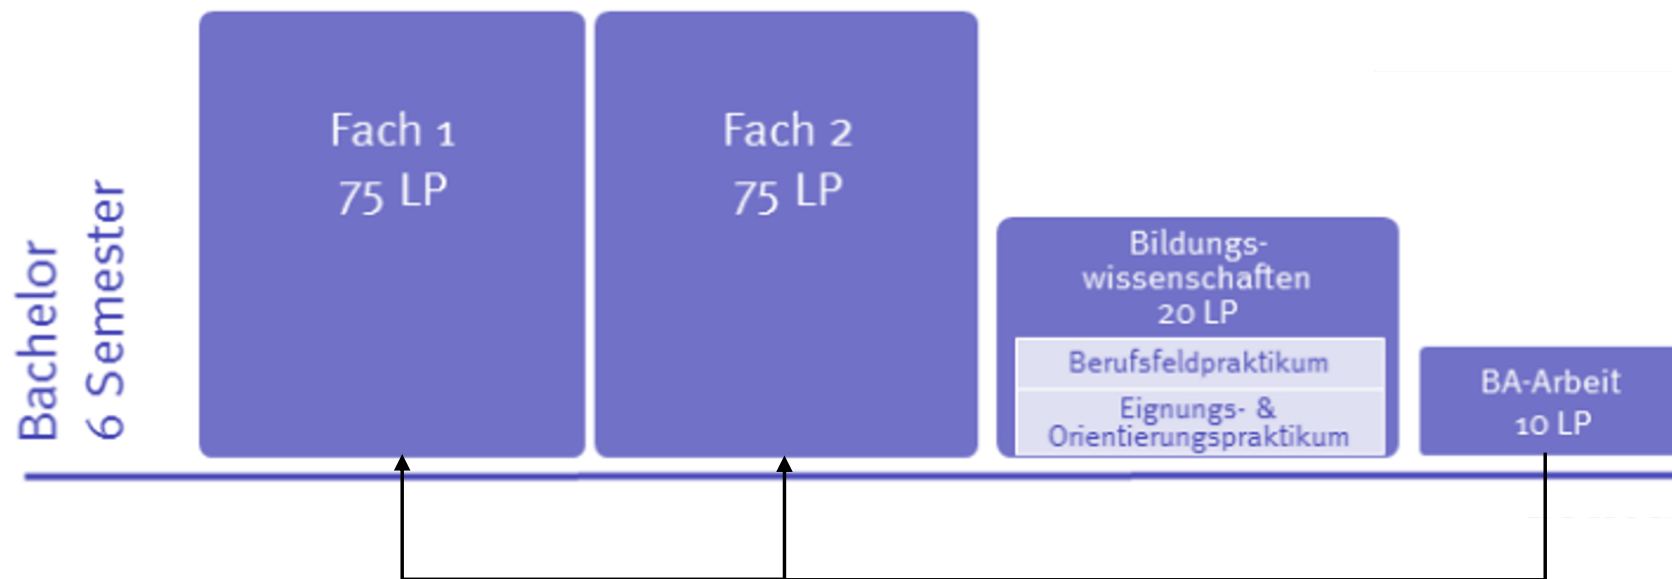 Bachelor
6 Semester
Fach 1
75 LP
Fach 2
75 LP
Bildungs-
wissenschaften
20 LP
Berufsfeldpraktikum
Eignungs- &
Orientierungspraktikum
BA-Arbeit
10 LP